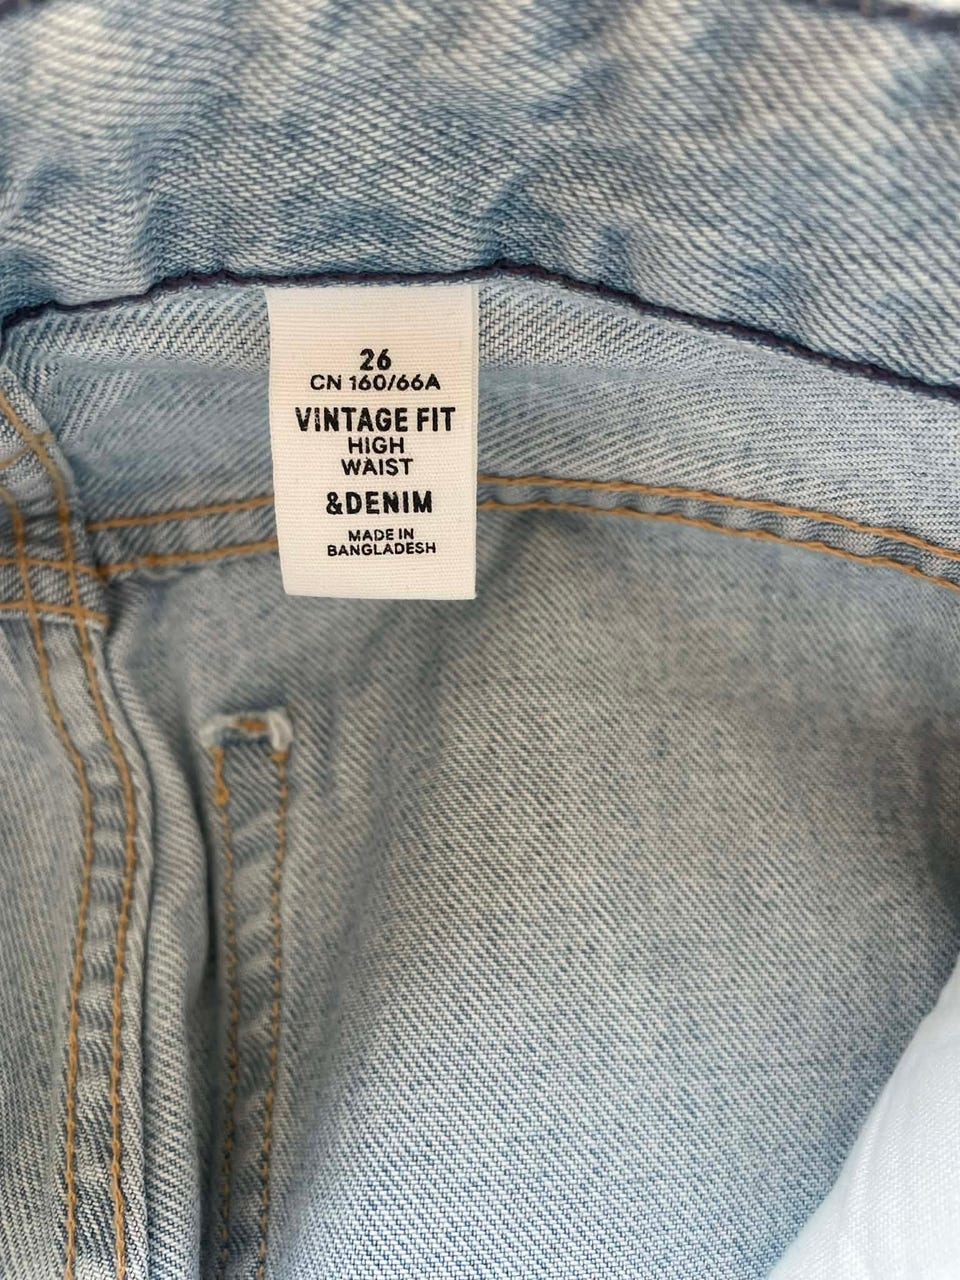 26
CN 160/66A
VINTAGE FIT
HIGH
WAIST
&DENIM
MADE IN
BANGLADESH